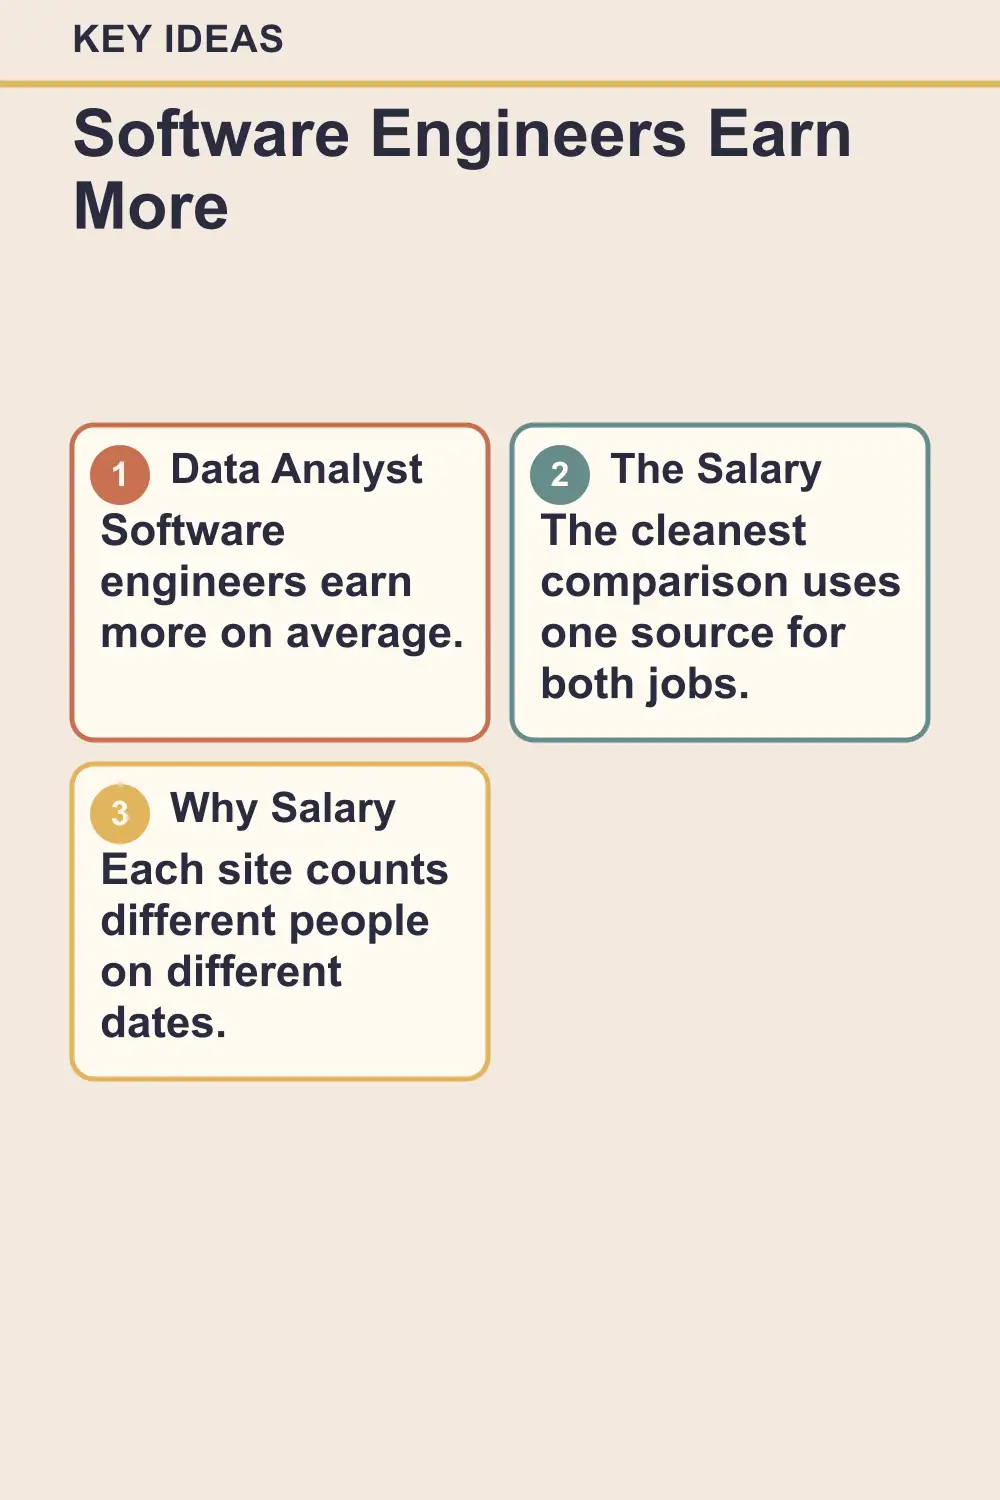 KEY IDEAS
Software Engineers Earn
More
1 Data Analyst
Software
engineers earn
more on average.
2 The Salary
The cleanest
comparison uses
one source for
both jobs.
3 Why Salary
Each site counts
different people
on different
dates.